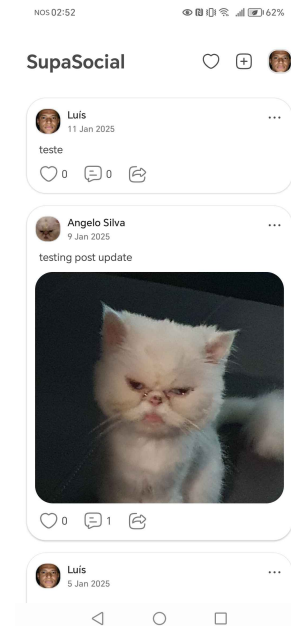 NOS 02:52
62%
SupaSocial
Luís
11 Jan 2025
teste
0 0
Angelo Silva
9 Jan 2025
testing post update
0 1
Luís
5 Jan 2025